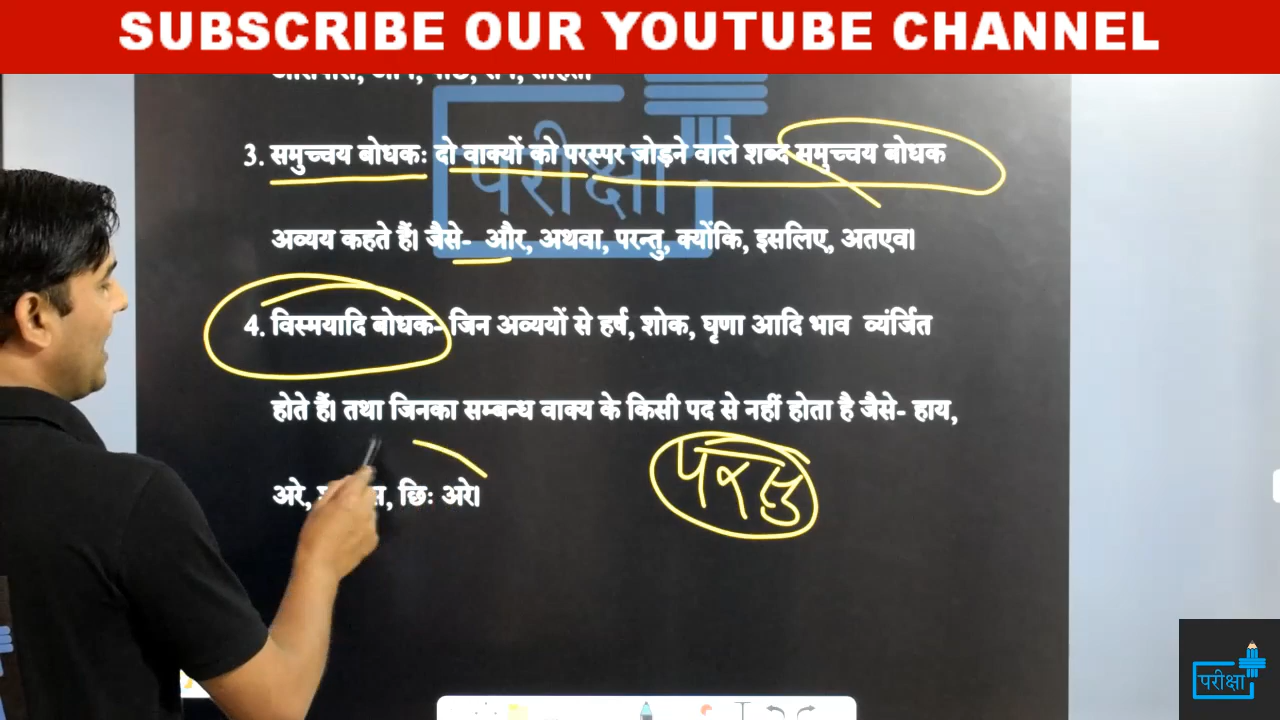 SUBSCRIBE OUR YOUTUBE CHANNEL
3. समुच्चय बोधकः दो वाक्यों को परस्पर जोड़ने वाले शब्द समुच्चय बोधक
अव्यय कहते हैं। जैसे- और, अथवा, परन्तु, क्योंकि, इसलिए, अतएव।
4. विस्मयादि बोधक- जिन अव्ययों से हर्ष, शोक, घृणा आदि भाव व्यंर्जित
होते हैं। तथा जिनका सम्बन्ध वाक्य के किसी पद से नहीं होता है जैसे- हाय,
अरे, छिः अरे।
परीक्षा
परीक्षा